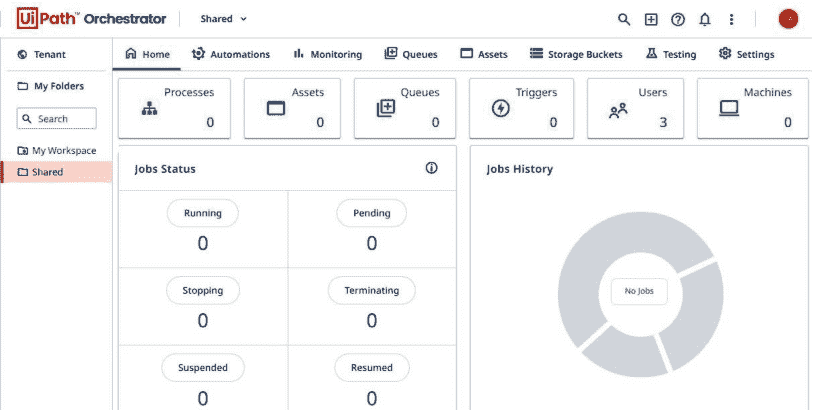 UiPath™ Orchestrator
Shared
Tenant
My Folders
Search
My Workspace
Shared
Home Automations Monitoring Queues Assets Storage Buckets Testing Settings
Processes
0
Assets
0
Queues
0
Triggers
0
Users
3
Machines
0
Jobs Status
Running
0
Pending
0
Stopping
0
Terminating
0
Suspended
0
Resumed
0
Jobs History
No Jobs